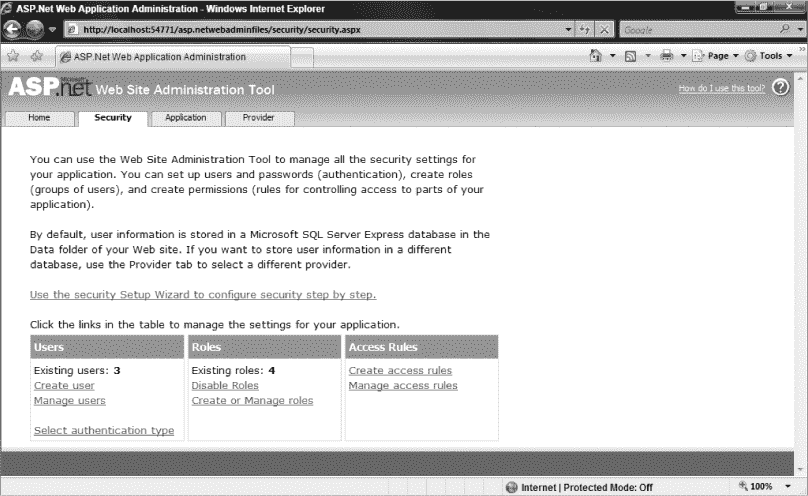 ASP.Net Web Application Administration - Windows Internet Explorer
http://localhost:54771/asp.netwebadminfiles/security/security.aspx
Google
ASP.Net Web Application Administration
Page
Tools
Microsoft
ASP.net Web Site Administration Tool
How do I use this tool? ?
Home Security Application Provider
You can use the Web Site Administration Tool to manage all the security settings for
your application. You can set up users and passwords (authentication), create roles
(groups of users), and create permissions (rules for controlling access to parts of your
application).
By default, user information is stored in a Microsoft SQL Server Express database in the
Data folder of your Web site. If you want to store user information in a different
database, use the Provider tab to select a different provider.
Use the security Setup Wizard to configure security step by step.
Click the links in the table to manage the settings for your application.
Users Roles Access Rules
Existing users: 3 Existing roles: 4 Create access rules
Create user Disable Roles Manage access rules
Manage users Create or Manage roles
Select authentication type
Internet | Protected Mode: Off 100%